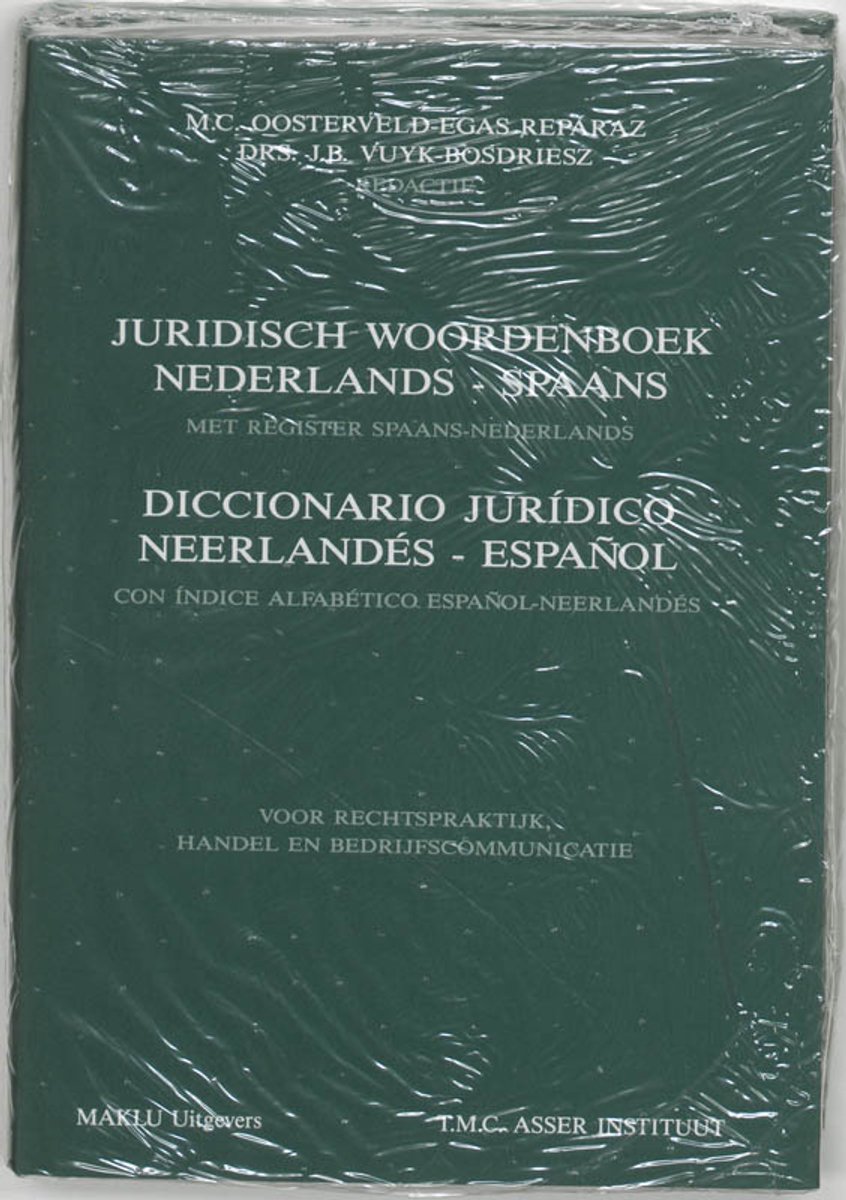 M.C. OOSTERVELD-EGAS REPÁRAZ
DRS. J.B. VUYK-BOSDRIESZ
REDACTIE
JURIDISCH WOORDENBOEK
NEDERLANDS - SPAANS
MET REGISTER SPAANS-NEDERLANDS
DICCIONARIO JURÍDICO
NEERLANDÉS - ESPAÑOL
CON ÍNDICE ALFABÉTICO ESPAÑOL-NEERLANDÉS
VOOR RECHTSPRAKTIJK,
HANDEL EN BEDRIJFSCOMMUNICATIE
MAKLU Uitgevers
T.M.C. ASSER INSTITUUT